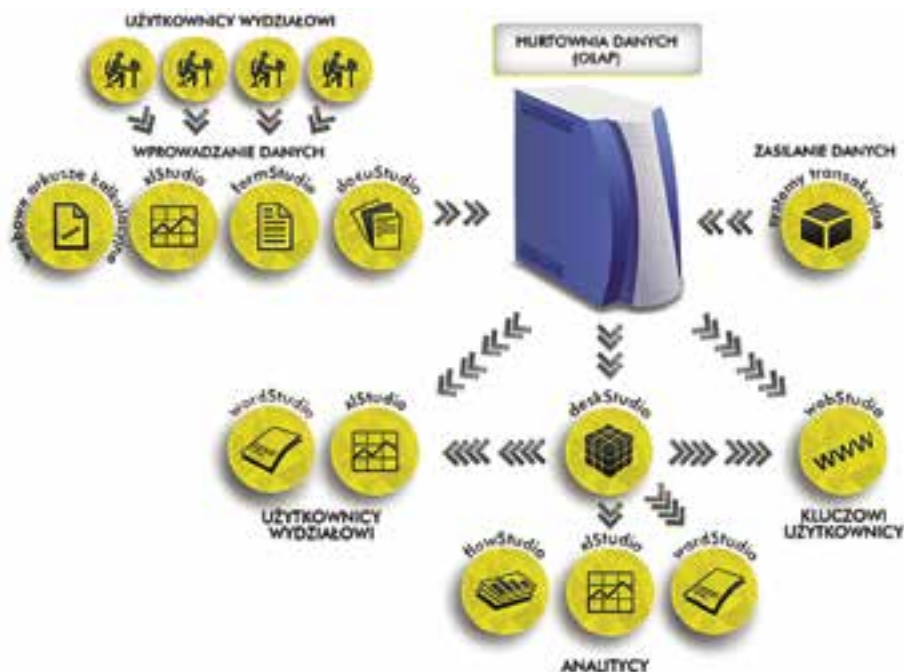 UŻYTKOWNICY WYDZIAŁOWI
HURTOWNIA DANYCH
(OLAP)
WPROWADZANIE DANYCH
webowe arkusze kalkulacyjne
xlStudio
formStudio
docuStudio
ZASILANIE DANYCH
systemy transakcyjne
wordStudio
xlStudio
deskStudio
webStudio
WWW
UŻYTKOWNICY
WYDZIAŁOWI
KLUCZOWI
UŻYTKOWNICY
flowStudio
xlStudio
wordStudio
ANALITYCY